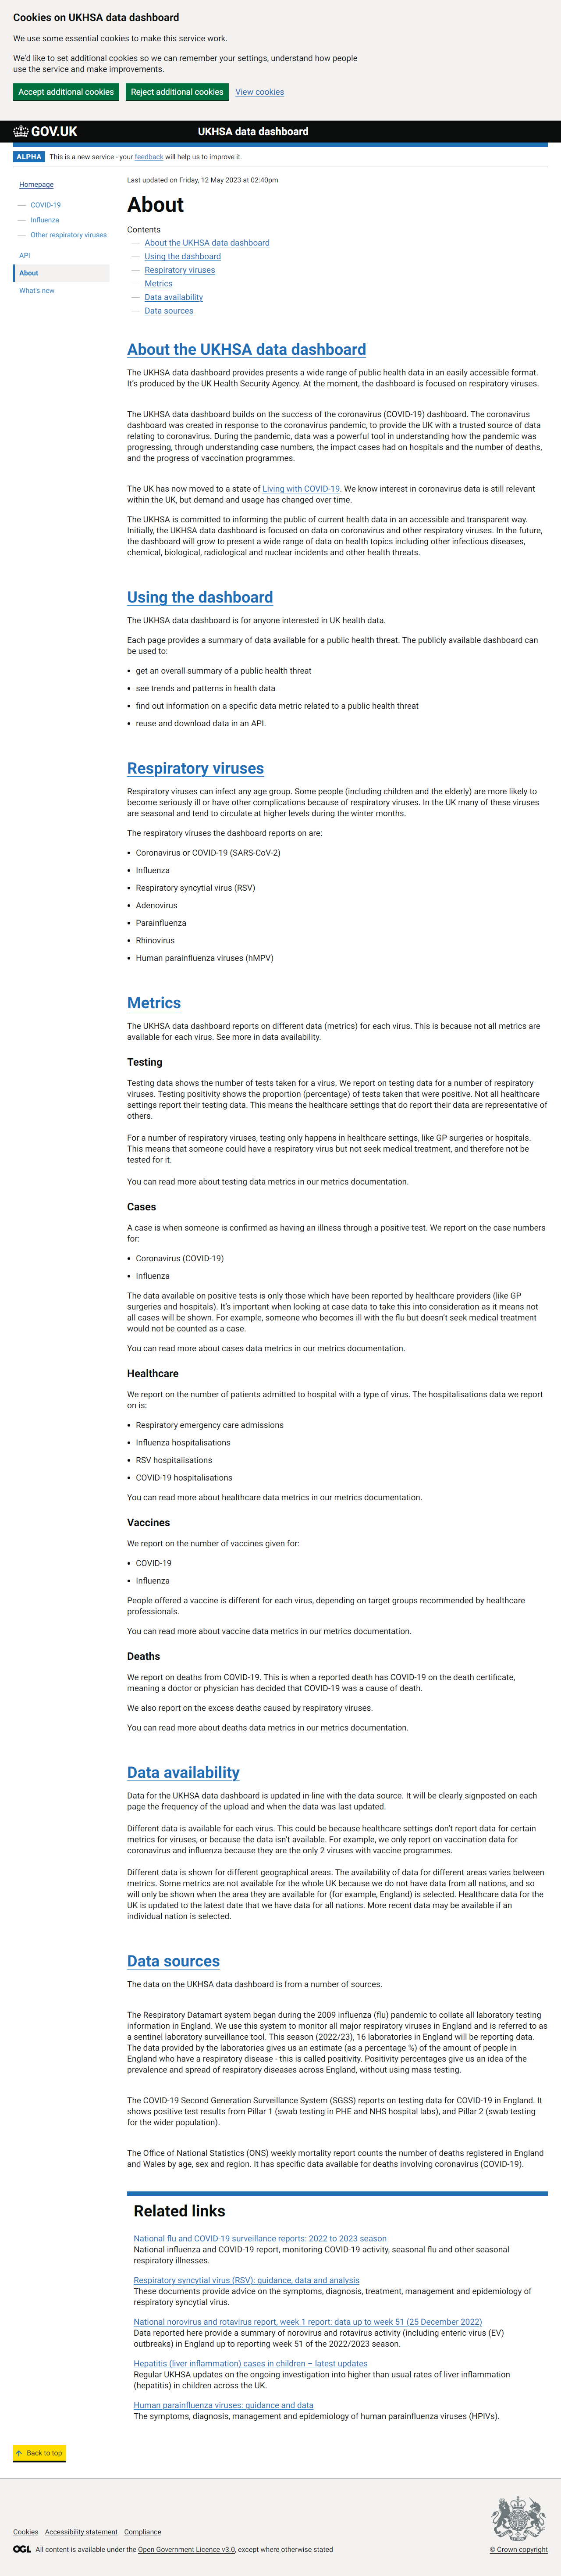 Cookies on UKHSA data dashboard
We use some essential cookies to make this service work.
We'd like to set additional cookies so we can remember your settings, understand how people
use the service and make improvements.
Accept additional cookies
Reject additional cookies
View cookies
GOV.UK
UKHSA data dashboard
ALPHA
This is a new service - your feedback will help us to improve it.
Homepage
COVID-19
Influenza
Other respiratory viruses
API
About
What's new
Last updated on Friday, 12 May 2023 at 02:40pm
About
Contents
About the UKHSA data dashboard
Using the dashboard
Respiratory viruses
Metrics
Data availability
Data sources
About the UKHSA data dashboard
The UKHSA data dashboard provides presents a wide range of public health data in an easily accessible format.
It's produced by the UK Health Security Agency. At the moment, the dashboard is focused on respiratory viruses.
The UKHSA data dashboard builds on the success of the coronavirus (COVID-19) dashboard. The coronavirus
dashboard was created in response to the coronavirus pandemic, to provide the UK with a trusted source of data
relating to coronavirus. During the pandemic, data was a powerful tool in understanding how the pandemic was
progressing, through understanding case numbers, the impact cases had on hospitals and the number of deaths,
and the progress of vaccination programmes.
The UK has now moved to a state of Living with COVID-19. We know interest in coronavirus data is still relevant
within the UK, but demand and usage has changed over time.
The UKHSA is committed to informing the public of current health data in an accessible and transparent way.
Initially, the UKHSA data dashboard is focused on data on coronavirus and other respiratory viruses. In the future,
the dashboard will grow to present a wide range of data on health topics including other infectious diseases,
chemical, biological, radiological and nuclear incidents and other health threats.
Using the dashboard
The UKHSA data dashboard is for anyone interested in UK health data.
Each page provides a summary of data available for a public health threat. The publicly available dashboard can
be used to:
• get an overall summary of a public health threat
• see trends and patterns in health data
• find out information on a specific data metric related to a public health threat
• reuse and download data in an API.
Respiratory viruses
Respiratory viruses can infect any age group. Some people (including children and the elderly) are more likely to
become seriously ill or have other complications because of respiratory viruses. In the UK many of these viruses
are seasonal and tend to circulate at higher levels during the winter months.
The respiratory viruses the dashboard reports on are:
• Coronavirus or COVID-19 (SARS-CoV-2)
• Influenza
• Respiratory syncytial virus (RSV)
• Adenovirus
• Parainfluenza
• Rhinovirus
• Human parainfluenza viruses (hMPV)
Metrics
The UKHSA data dashboard reports on different data (metrics) for each virus. This is because not all metrics are
available for each virus. See more in data availability.
Testing
Testing data shows the number of tests taken for a virus. We report on testing data for a number of respiratory
viruses. Testing positivity shows the proportion (percentage) of tests taken that were positive. Not all healthcare
settings report their testing data. This means the healthcare settings that do report their data are representative of
others.
For a number of respiratory viruses, testing only happens in healthcare settings, like GP surgeries or hospitals.
This means that someone could have a respiratory virus but not seek medical treatment, and therefore not be
tested for it.
You can read more about testing data metrics in our metrics documentation.
Cases
A case is when someone is confirmed as having an illness through a positive test. We report on the case numbers
for:
• Coronavirus (COVID-19)
• Influenza
The data available on positive tests is only those which have been reported by healthcare providers (like GP
surgeries and hospitals). It's important when looking at case data to take this into consideration as it means not
all cases will be shown. For example, someone who becomes ill with the flu but doesn't seek medical treatment
would not be counted as a case.
You can read more about cases data metrics in our metrics documentation.
Healthcare
We report on the number of patients admitted to hospital with a type of virus. The hospitalisations data we report
on is:
• Respiratory emergency care admissions
• Influenza hospitalisations
• RSV hospitalisations
• COVID-19 hospitalisations
You can read more about healthcare data metrics in our metrics documentation.
Vaccines
We report on the number of vaccines given for:
• COVID-19
• Influenza
People offered a vaccine is different for each virus, depending on target groups recommended by healthcare
professionals.
You can read more about vaccine data metrics in our metrics documentation.
Deaths
We report on deaths from COVID-19. This is when a reported death has COVID-19 on the death certificate,
meaning a doctor or physician has decided that COVID-19 was a cause of death.
We also report on the excess deaths caused by respiratory viruses.
You can read more about deaths data metrics in our metrics documentation.
Data availability
Data for the UKHSA data dashboard is updated in-line with the data source. It will be clearly signposted on each
page the frequency of the upload and when the data was last updated.
Different data is available for each virus. This could be because healthcare settings don't report data for certain
metrics for viruses, or because the data isn't available. For example, we only report on vaccination data for
coronavirus and influenza because they are the only 2 viruses with vaccine programmes.
Different data is shown for different geographical areas. The availability of data for different areas varies between
metrics. Some metrics are not available for the whole UK because we do not have data from all nations, and so
will only be shown when the area they are available for (for example, England) is selected. Healthcare data for the
UK is updated to the latest date that we have data for all nations. More recent data may be available if an
individual nation is selected.
Data sources
The data on the UKHSA data dashboard is from a number of sources.
The Respiratory Datamart system began during the 2009 influenza (flu) pandemic to collate all laboratory testing
information in England. We use this system to monitor all major respiratory viruses in England and is referred to as
a sentinel laboratory surveillance tool. This season (2022/23), 16 laboratories in England will be reporting data.
The data provided by the laboratories gives us an estimate (as a percentage %) of the amount of people in
England who have a respiratory disease - this is called positivity. Positivity percentages give us an idea of the
prevalence and spread of respiratory diseases across England, without using mass testing.
The COVID-19 Second Generation Surveillance System (SGSS) reports on testing data for COVID-19 in England. It
shows positive test results from Pillar 1 (swab testing in PHE and NHS hospital labs), and Pillar 2 (swab testing
for the wider population).
The Office of National Statistics (ONS) weekly mortality report counts the number of deaths registered in England
and Wales by age, sex and region. It has specific data available for deaths involving coronavirus (COVID-19).
Related links
National flu and COVID-19 surveillance reports: 2022 to 2023 season
National influenza and COVID-19 report, monitoring COVID-19 activity, seasonal flu and other seasonal
respiratory illnesses.
Respiratory syncytial virus (RSV): guidance, data and analysis
These documents provide advice on the symptoms, diagnosis, treatment, management and epidemiology of
respiratory syncytial virus.
National norovirus and rotavirus report, week 1 report: data up to week 51 (25 December 2022)
Data reported here provide a summary of norovirus and rotavirus activity (including enteric virus (EV)
outbreaks) in England up to reporting week 51 of the 2022/2023 season.
Hepatitis (liver inflammation) cases in children – latest updates
Regular UKHSA updates on the ongoing investigation into higher than usual rates of liver inflammation
(hepatitis) in children across the UK.
Human parainfluenza viruses: guidance and data
The symptoms, diagnosis, management and epidemiology of human parainfluenza viruses (HPIVs).
Back to top
Cookies
Accessibility statement
Compliance
OGL
All content is available under the Open Government Licence v3.0, except where otherwise stated
© Crown copyright